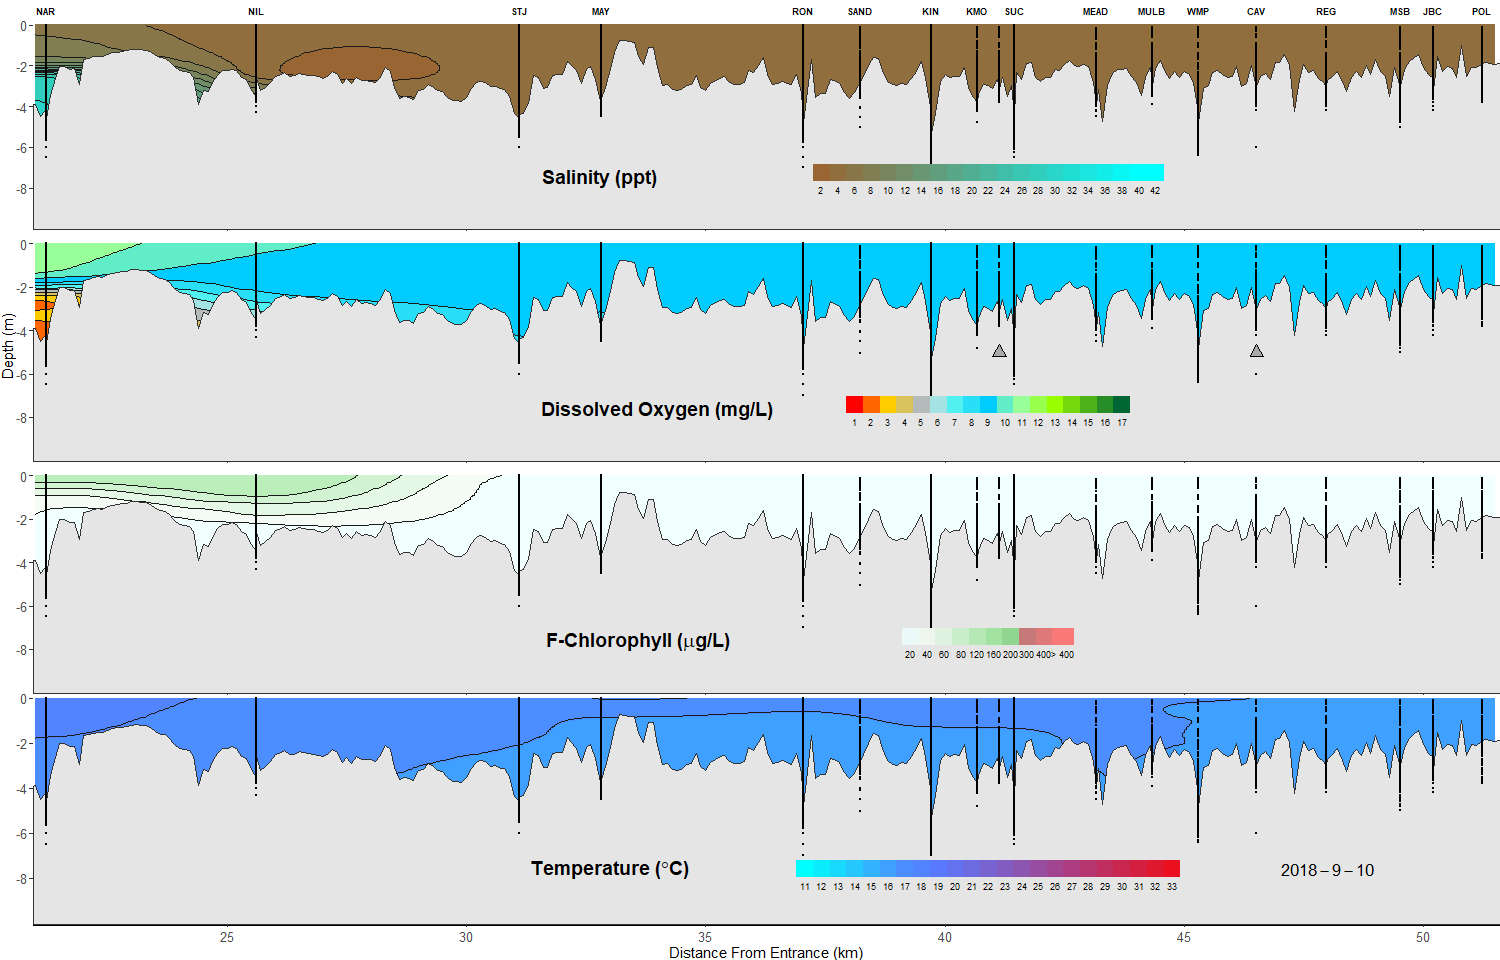 NAR NIL STJ MAY RON SAND KIN KMO SUC MEAD MULB WMP CAV REG MSB JBC POL
0
-2
-4
-6
-8
Salinity (ppt)
2 4 6 8 10 12 14 16 18 20 22 24 26 28 30 32 34 36 38 40 42
0
-2
-4
-6
-8
Dissolved Oxygen (mg/L)
1 2 3 4 5 6 7 8 9 10 11 12 13 14 15 16 17
Depth (m)
0
-2
-4
-6
-8
F-Chlorophyll (µg/L)
20 40 60 80 120 160 200 300 400 > 400
0
-2
-4
-6
-8
Temperature (°C)
11 12 13 14 15 16 17 18 19 20 21 22 23 24 25 26 27 28 29 30 31 32 33
2018 – 9 – 10
25 30 35 40 45 50
Distance From Entrance (km)